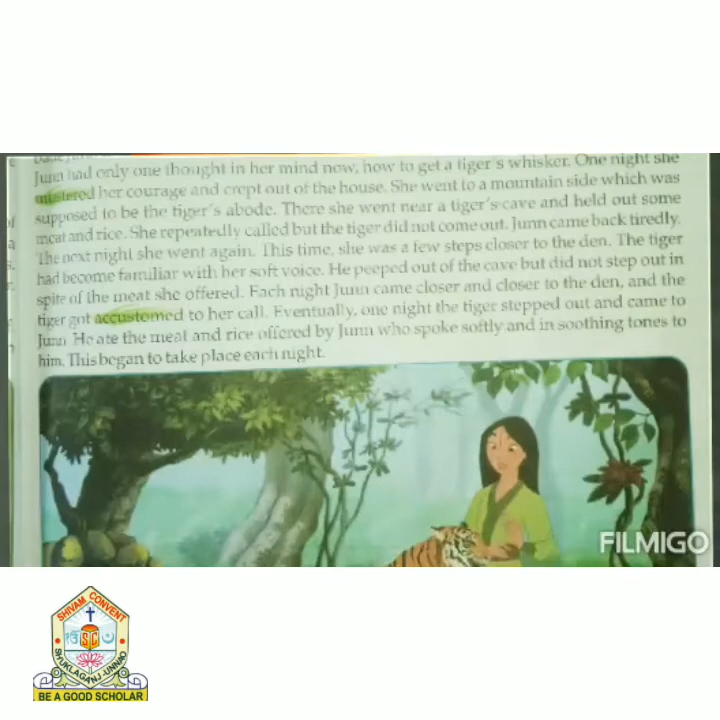 Junn had only one thought in her mind now, how to get a tiger's whisker. One night she
mustered her courage and crept out of the house. She went to a mountain side which was
supposed to be the tiger's abode. There she went near a tiger's cave and held out some
meat and rice. She repeatedly called but the tiger did not come out. Junn came back tiredly.
The next night she went again. This time, she was a few steps closer to the den. The tiger
had become familiar with her soft voice. He peeped out of the cave but did not step out in
spite of the meat she offered. Each night Junn came closer and closer to the den, and the
tiger got accustomed to her call. Eventually, one night the tiger stepped out and came to
Junn. He ate the meat and rice offered by Junn who spoke softly and in soothing tones to
him. This began to take place each night.
FILMIGO
SHIVAM CONVENT
SC
SHUKLAGANJ-UNNAO
BE A GOOD SCHOLAR